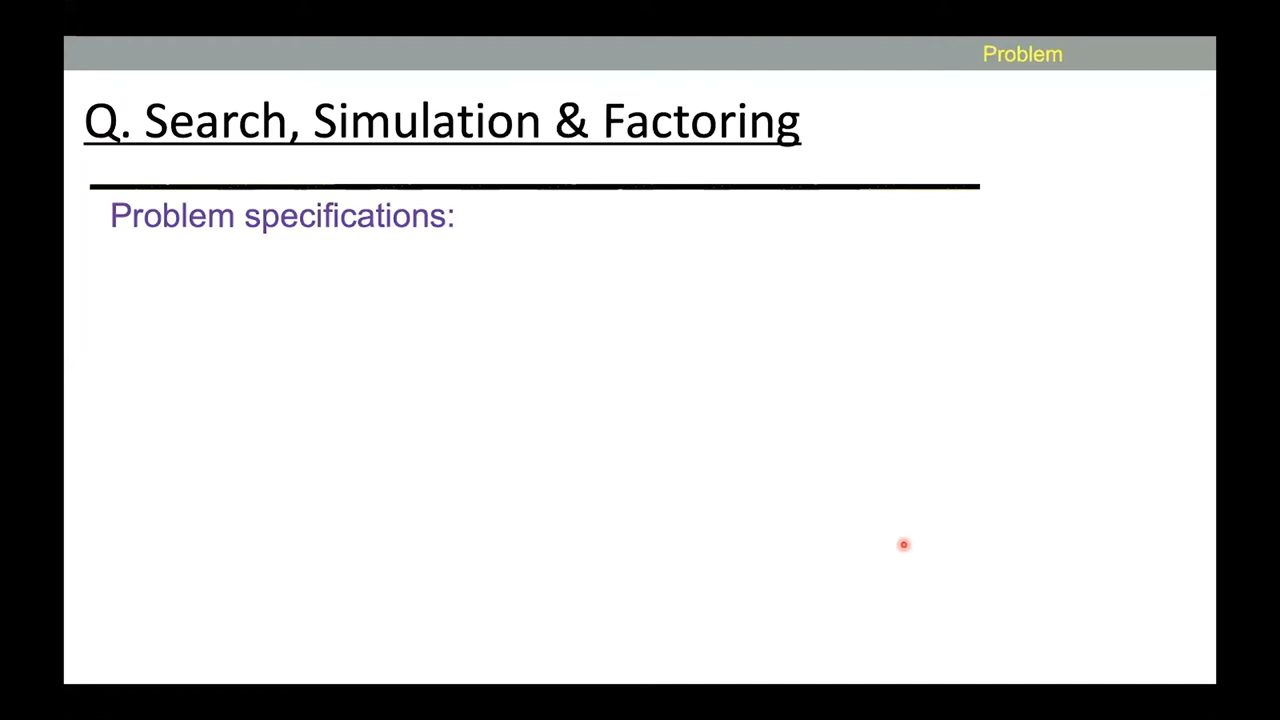 Problem
Q. Search, Simulation & Factoring
Problem specifications: